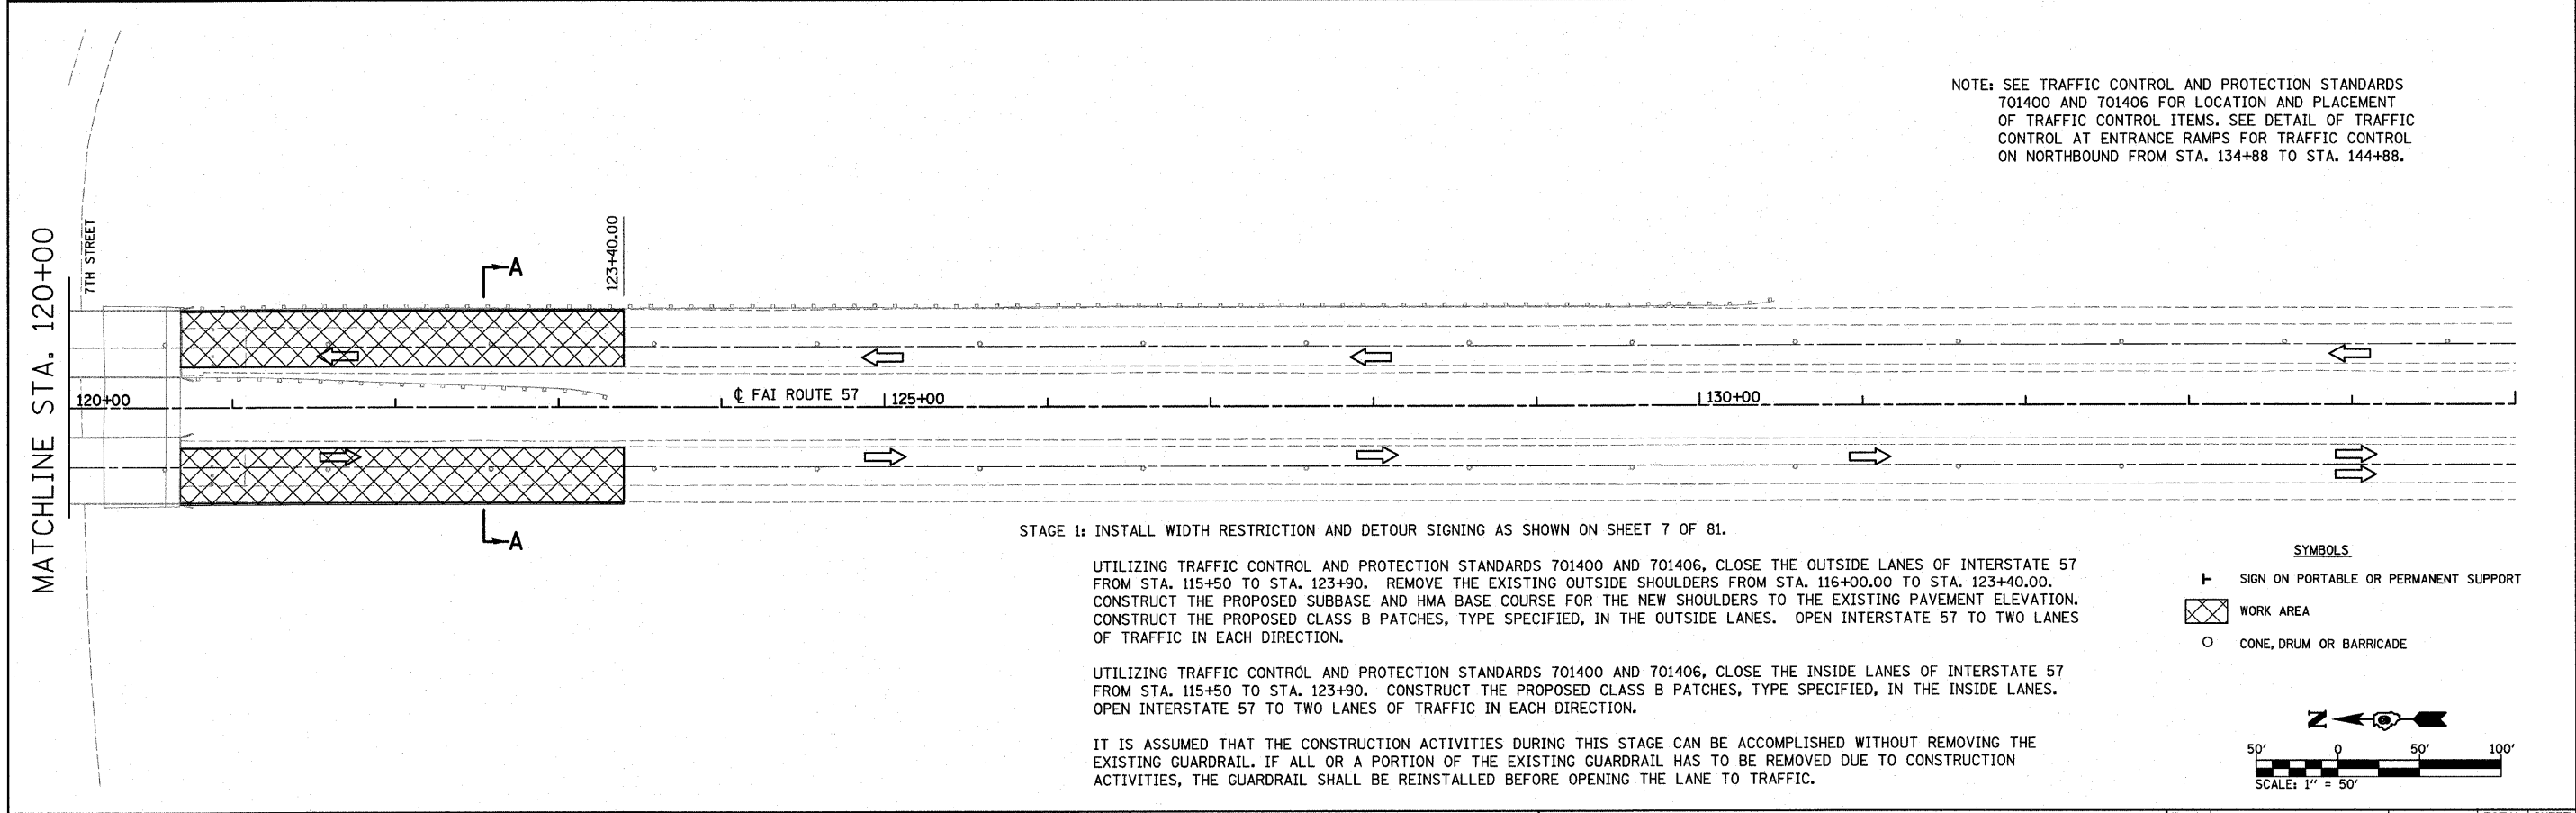 NOTE: SEE TRAFFIC CONTROL AND PROTECTION STANDARDS
701400 AND 701406 FOR LOCATION AND PLACEMENT
OF TRAFFIC CONTROL ITEMS. SEE DETAIL OF TRAFFIC
CONTROL AT ENTRANCE RAMPS FOR TRAFFIC CONTROL
ON NORTHBOUND FROM STA. 134+88 TO STA. 144+88.
MATCHLINE STA. 120+00
7TH STREET
123+40.00
A
120+00
℄ FAI ROUTE 57
125+00
130+00
A
STAGE 1: INSTALL WIDTH RESTRICTION AND DETOUR SIGNING AS SHOWN ON SHEET 7 OF 81.
UTILIZING TRAFFIC CONTROL AND PROTECTION STANDARDS 701400 AND 701406, CLOSE THE OUTSIDE LANES OF INTERSTATE 57
FROM STA. 115+50 TO STA. 123+90. REMOVE THE EXISTING OUTSIDE SHOULDERS FROM STA. 116+00.00 TO STA. 123+40.00.
CONSTRUCT THE PROPOSED SUBBASE AND HMA BASE COURSE FOR THE NEW SHOULDERS TO THE EXISTING PAVEMENT ELEVATION.
CONSTRUCT THE PROPOSED CLASS B PATCHES, TYPE SPECIFIED, IN THE OUTSIDE LANES. OPEN INTERSTATE 57 TO TWO LANES
OF TRAFFIC IN EACH DIRECTION.
UTILIZING TRAFFIC CONTROL AND PROTECTION STANDARDS 701400 AND 701406, CLOSE THE INSIDE LANES OF INTERSTATE 57
FROM STA. 115+50 TO STA. 123+90. CONSTRUCT THE PROPOSED CLASS B PATCHES, TYPE SPECIFIED, IN THE INSIDE LANES.
OPEN INTERSTATE 57 TO TWO LANES OF TRAFFIC IN EACH DIRECTION.
IT IS ASSUMED THAT THE CONSTRUCTION ACTIVITIES DURING THIS STAGE CAN BE ACCOMPLISHED WITHOUT REMOVING THE
EXISTING GUARDRAIL. IF ALL OR A PORTION OF THE EXISTING GUARDRAIL HAS TO BE REMOVED DUE TO CONSTRUCTION
ACTIVITIES, THE GUARDRAIL SHALL BE REINSTALLED BEFORE OPENING THE LANE TO TRAFFIC.
SYMBOLS
SIGN ON PORTABLE OR PERMANENT SUPPORT
WORK AREA
CONE, DRUM OR BARRICADE
N
50' 0 50' 100'
SCALE: 1" = 50'